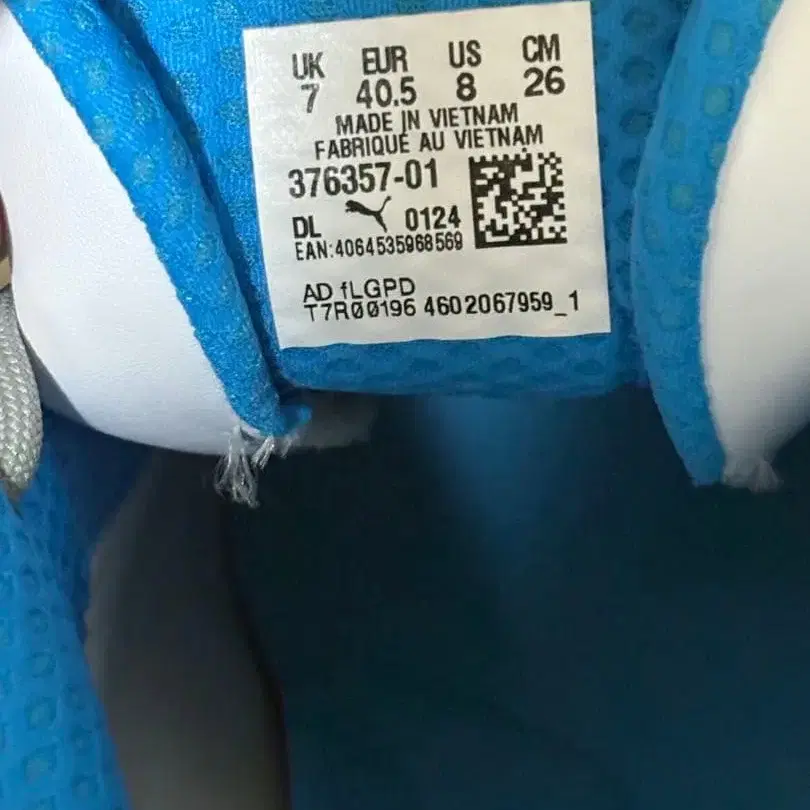 UK EUR US CM
7 40.5 8 26
MADE IN VIETNAM
FABRIQUÉ AU VIETNAM
376357-01
DL 0124
EAN:4064535968569
AD fLGPD
T7R00196 4602067959_1